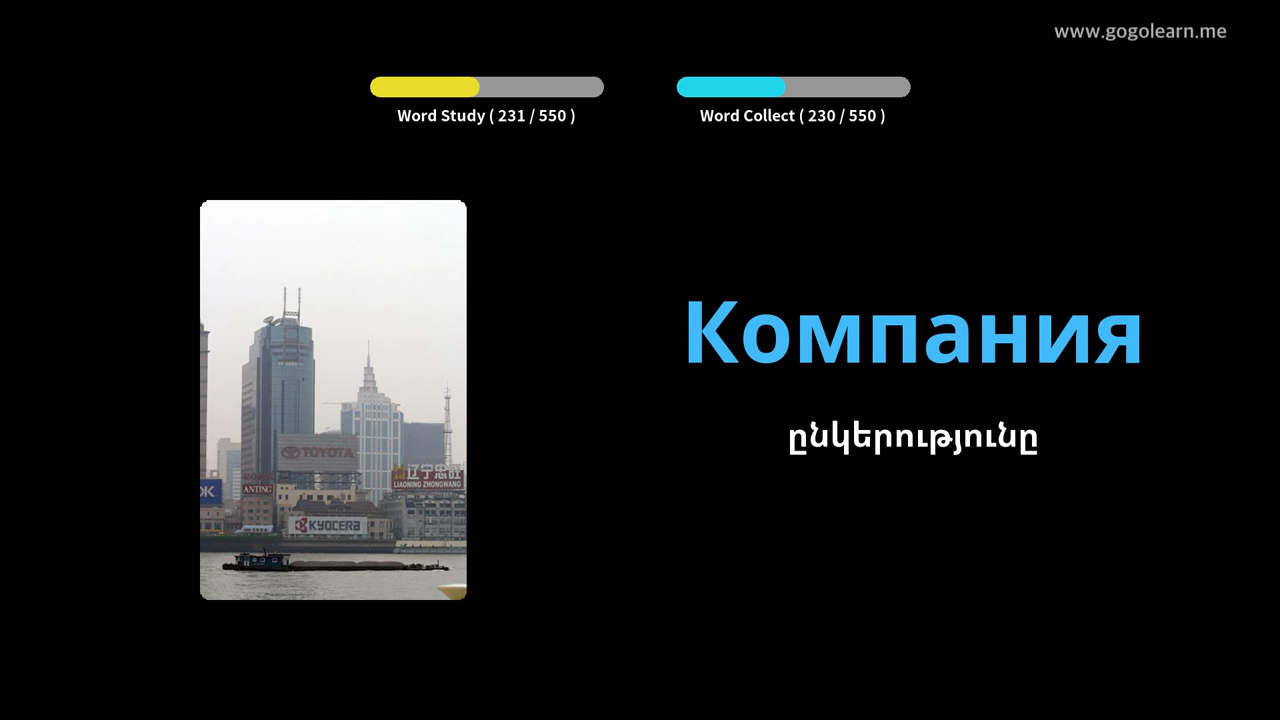 www.gogolearn.me
Word Study ( 231 / 550 )
Word Collect ( 230 / 550 )
Компания
ընկերությունը
TOYOTA
辽宁忠旺
LIAONING ZHONGWANG
ANTING
OK
KYOCERA